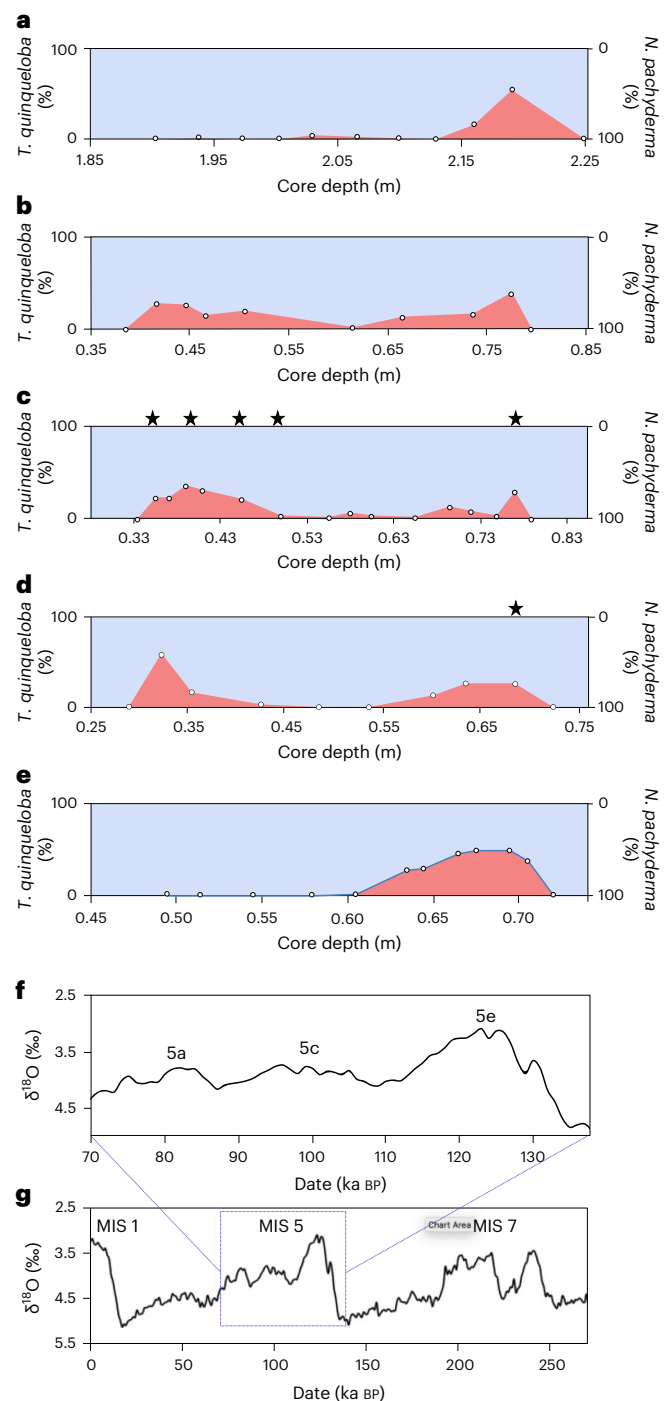 a
100
0
T. quinqueloba
(%)
N. pachyderma
(%)
0
100
1.85
1.95
2.05
2.15
2.25
Core depth (m)
b
100
0
T. quinqueloba
(%)
N. pachyderma
(%)
0
100
0.35
0.45
0.55
0.65
0.75
0.85
Core depth (m)
c
100
0
T. quinqueloba
(%)
N. pachyderma
(%)
0
100
0.33
0.43
0.53
0.63
0.73
0.83
Core depth (m)
d
100
0
T. quinqueloba
(%)
N. pachyderma
(%)
0
100
0.25
0.35
0.45
0.55
0.65
0.75
Core depth (m)
e
100
0
T. quinqueloba
(%)
N. pachyderma
(%)
0
100
0.45
0.50
0.55
0.60
0.65
0.70
Core depth (m)
f
2.5
5e
5a
5c
3.5
δ18O (‰)
4.5
70
80
90
100
110
120
130
Date (ka BP)
g
2.5
MIS 1
MIS 5
Chart Area
MIS 7
3.5
δ18O (‰)
4.5
5.5
0
50
100
150
200
250
Date (ka BP)